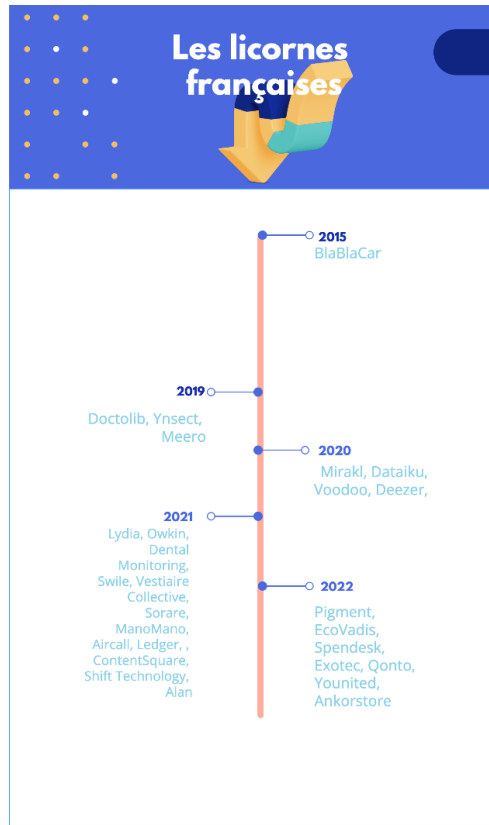 Les licornes
françaises
2015
BlaBlaCar
2019
Doctolib, Ynsect,
Meero
2020
Mirakl, Dataiku,
Voodoo, Deezer,
2021
Lydia, Owkin,
Dental
Monitoring,
Swile, Vestiaire
Collective,
Sorare,
ManoMano,
Aircall, Ledger, ,
ContentSquare,
Shift Technology,
Alan
2022
Pigment,
EcoVadis,
Spendesk,
Exotec, Qonto,
Younited,
Ankorstore